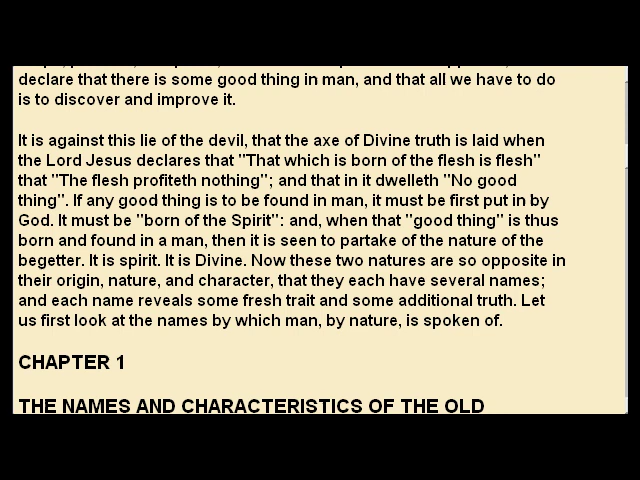 declare that there is some good thing in man, and that all we have to do
is to discover and improve it.
It is against this lie of the devil, that the axe of Divine truth is laid when
the Lord Jesus declares that "That which is born of the flesh is flesh"
that "The flesh profiteth nothing"; and that in it dwelleth "No good
thing". If any good thing is to be found in man, it must be first put in by
God. It must be "born of the Spirit": and, when that "good thing" is thus
born and found in a man, then it is seen to partake of the nature of the
begetter. It is spirit. It is Divine. Now these two natures are so opposite in
their origin, nature, and character, that they each have several names;
and each name reveals some fresh trait and some additional truth. Let
us first look at the names by which man, by nature, is spoken of.
CHAPTER 1
THE NAMES AND CHARACTERISTICS OF THE OLD